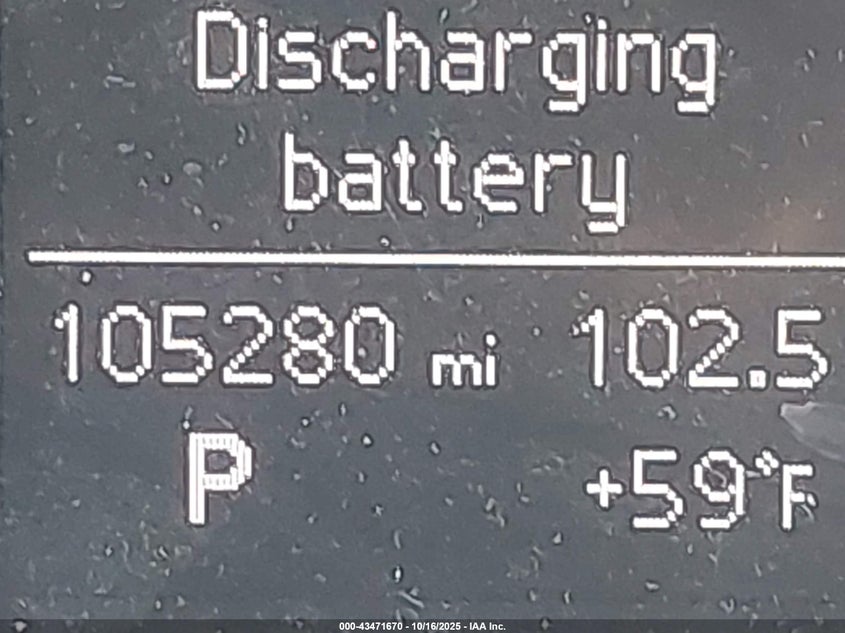 Discharging
battery
105280 mi 102.5
P +59°F
000-43471670 - 10/16/2025 - IAA Inc.